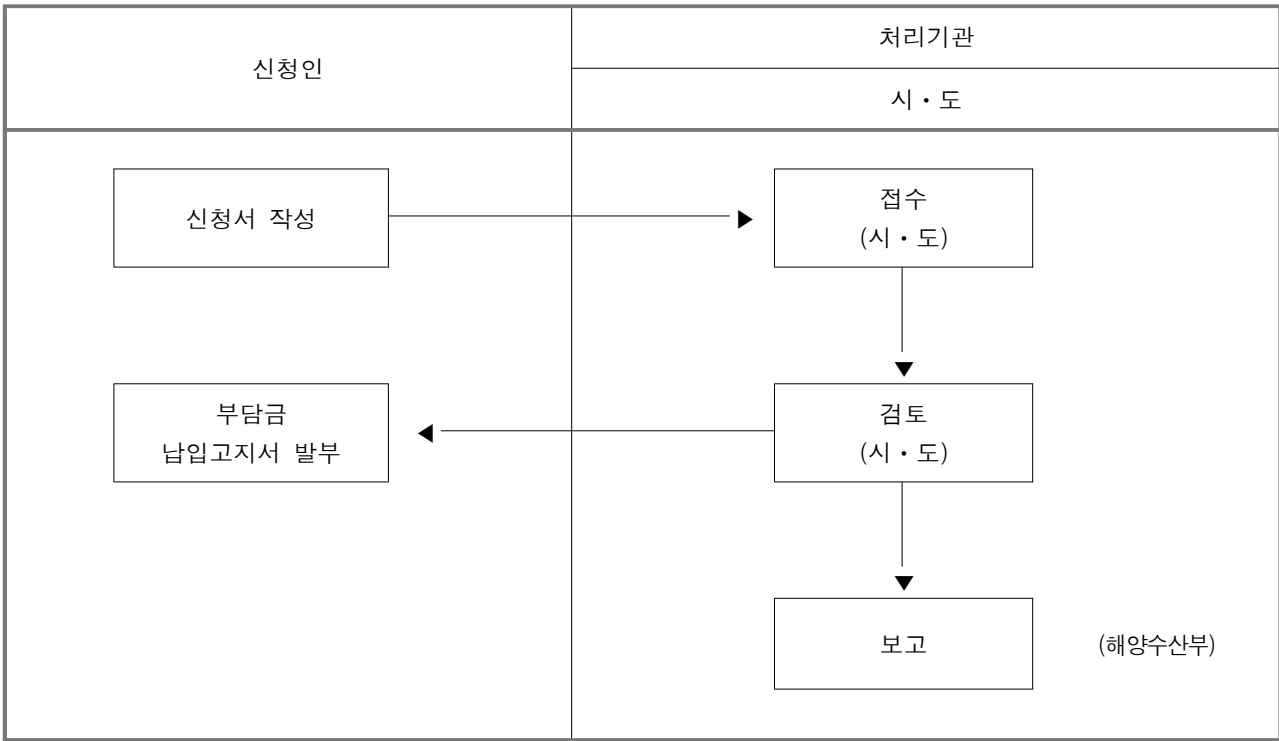 신청인
처리기관
시・도
신청서 작성
접수
(시・도)
부담금
납입고지서 발부
검토
(시・도)
보고
(해양수산부)